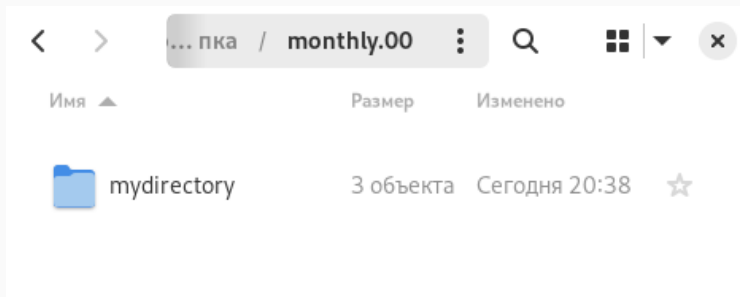 ... пка / monthly.00
Имя Размер Изменено
mydirectory 3 объекта Сегодня 20:38